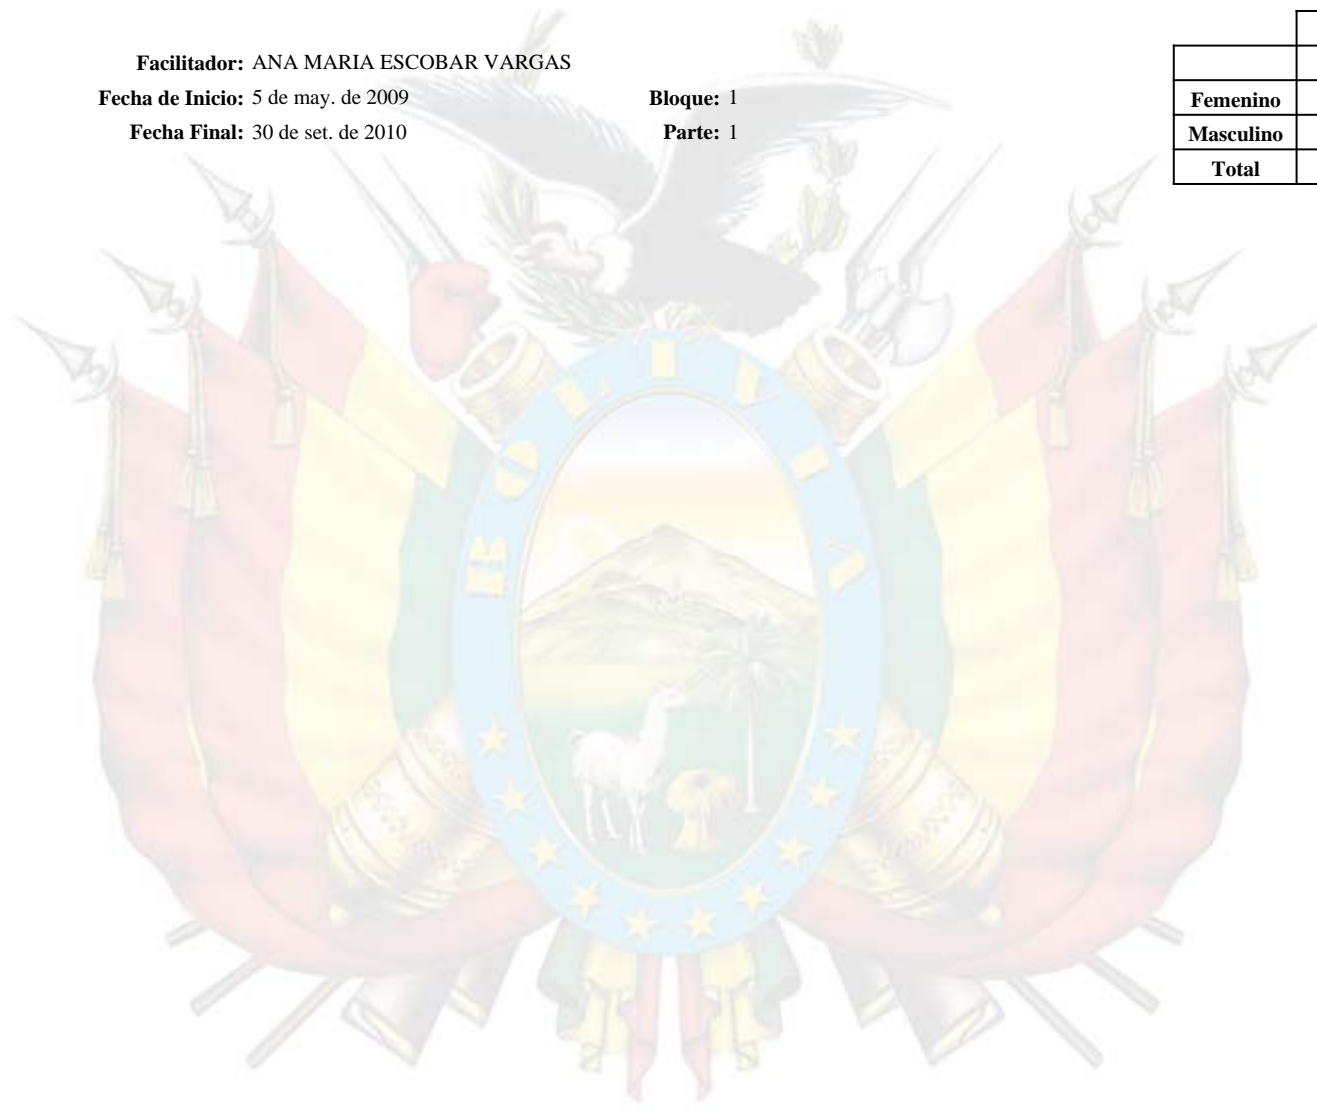 Facilitador: ANA MARIA ESCOBAR VARGAS
Fecha de Inicio: 5 de may. de 2009 Bloque: 1
Fecha Final: 30 de set. de 2010 Parte: 1
Femenino
Masculino
Total
BOLIVIA